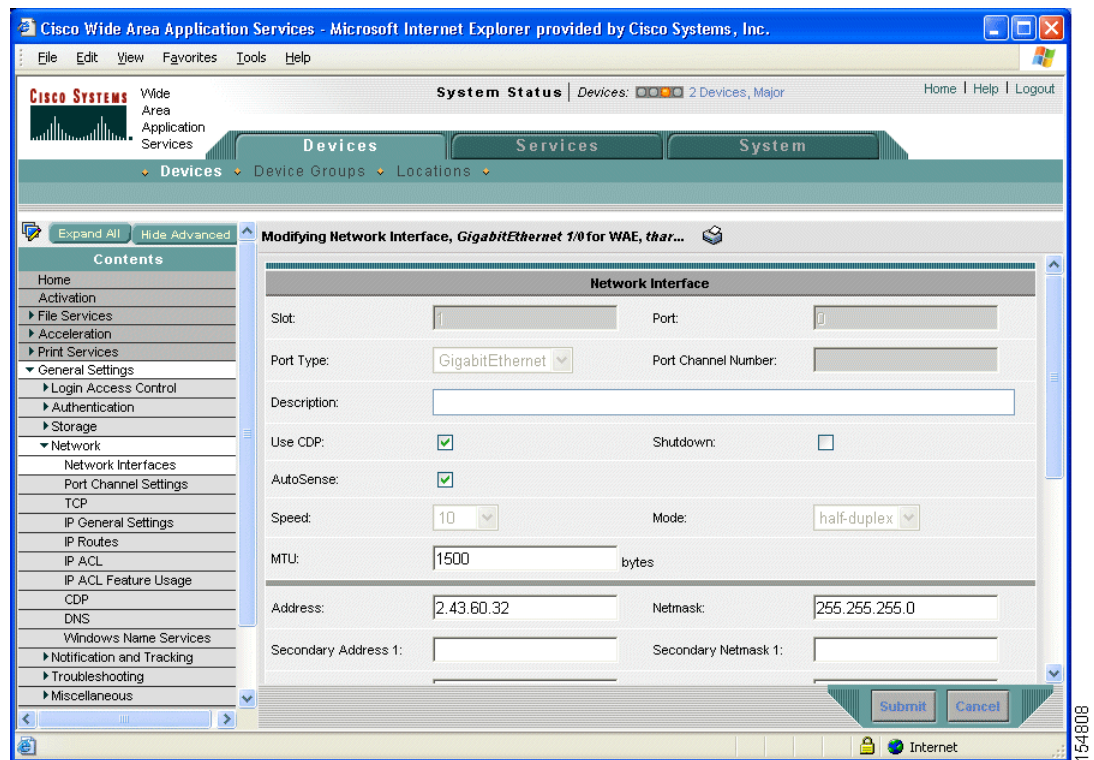 Cisco Wide Area Application Services - Microsoft Internet Explorer provided by Cisco Systems, Inc.
File Edit View Favorites Tools Help
CISCO SYSTEMS
Wide
Area
Application
Services
System Status | Devices: 2 Devices, Major
Home | Help | Logout
Devices Services System
Devices Device Groups Locations
Expand All Hide Advanced
Contents
Home
Activation
File Services
Acceleration
Print Services
General Settings
Login Access Control
Authentication
Storage
Network
Network Interfaces
Port Channel Settings
TCP
IP General Settings
IP Routes
IP ACL
IP ACL Feature Usage
CDP
DNS
Windows Name Services
Notification and Tracking
Troubleshooting
Miscellaneous
Modifying Network Interface, GigabitEthernet 1/0 for WAE, thar...
Network Interface
Slot: 1 Port: 0
Port Type: GigabitEthernet Port Channel Number:
Description:
Use CDP: Shutdown:
AutoSense:
Speed: 10 Mode: half-duplex
MTU: 1500 bytes
Address: 2.43.60.32 Netmask: 255.255.255.0
Secondary Address 1: Secondary Netmask 1:
Submit Cancel
Internet
154808